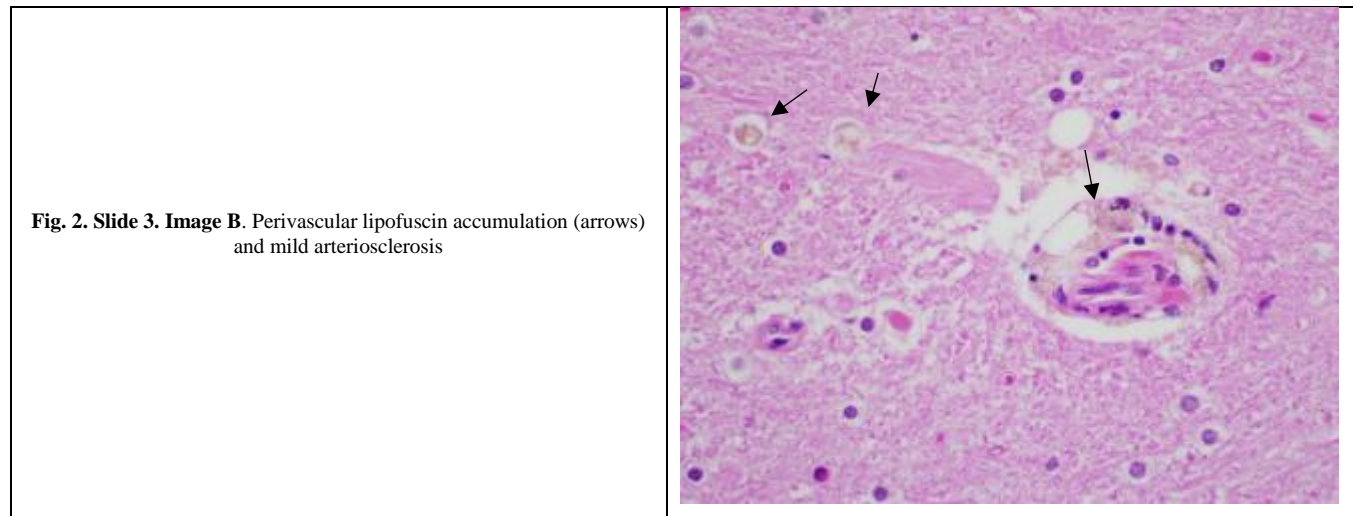 Fig. 2. Slide 3. Image B. Perivascular lipofuscin accumulation (arrows)
and mild arteriosclerosis